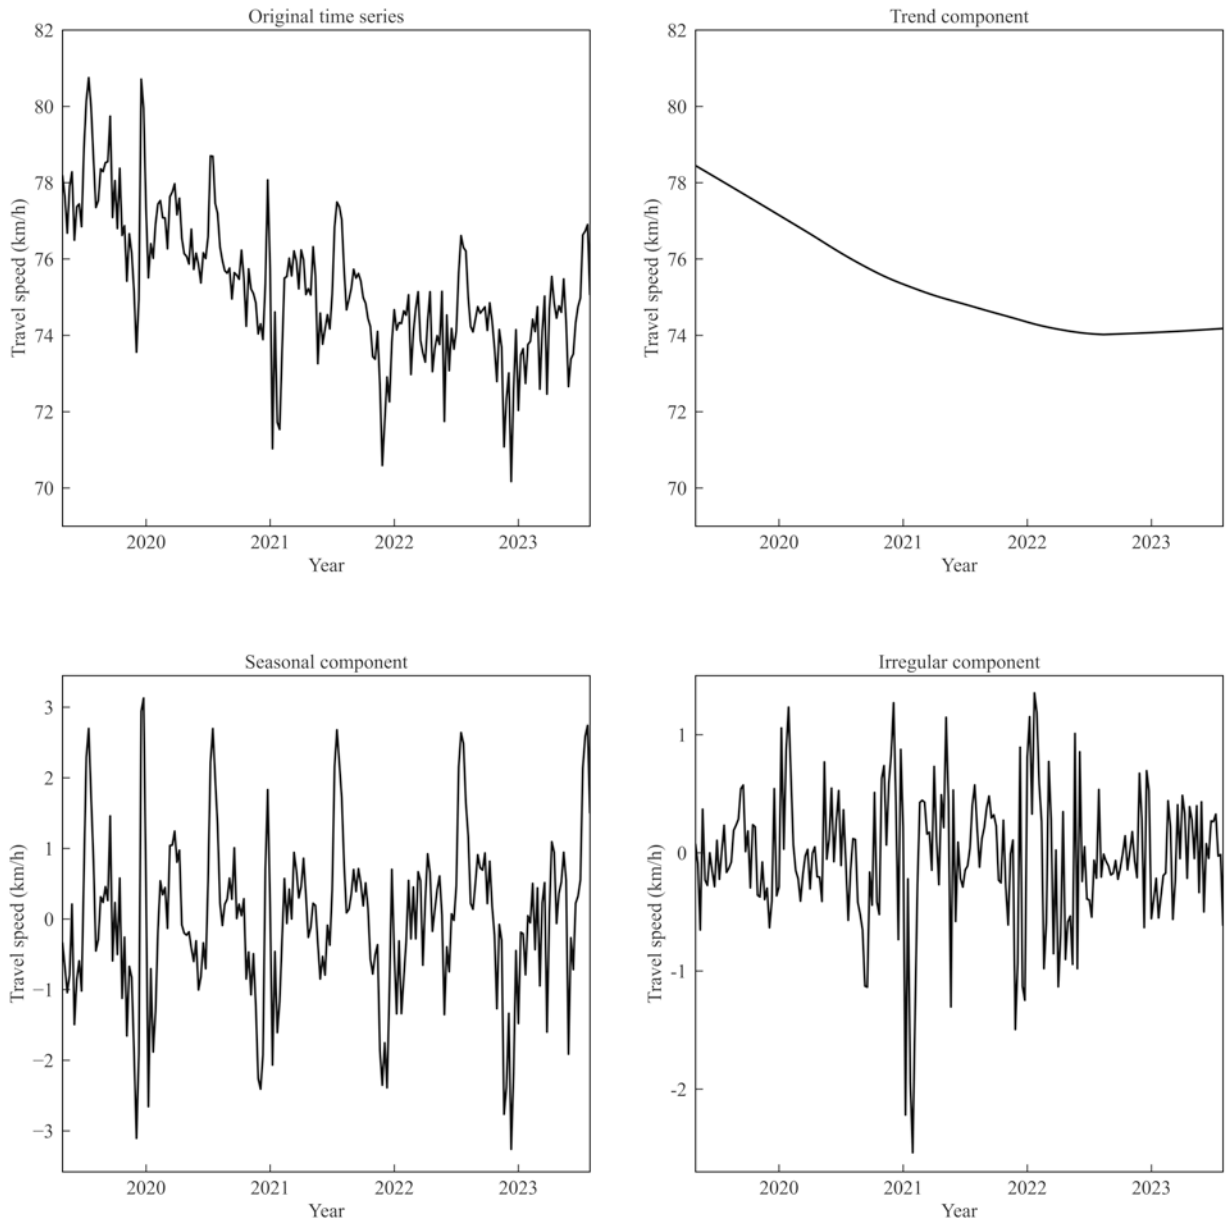 Original time series
82
80
78
76
74
72
70
Travel speed (km/h)
2020 2021 2022 2023
Year
Trend component
82
80
78
76
74
72
70
Travel speed (km/h)
2020 2021 2022 2023
Year
Seasonal component
3
2
1
0
−1
−2
−3
Travel speed (km/h)
2020 2021 2022 2023
Year
Irregular component
1
0
-1
-2
Travel speed (km/h)
2020 2021 2022 2023
Year